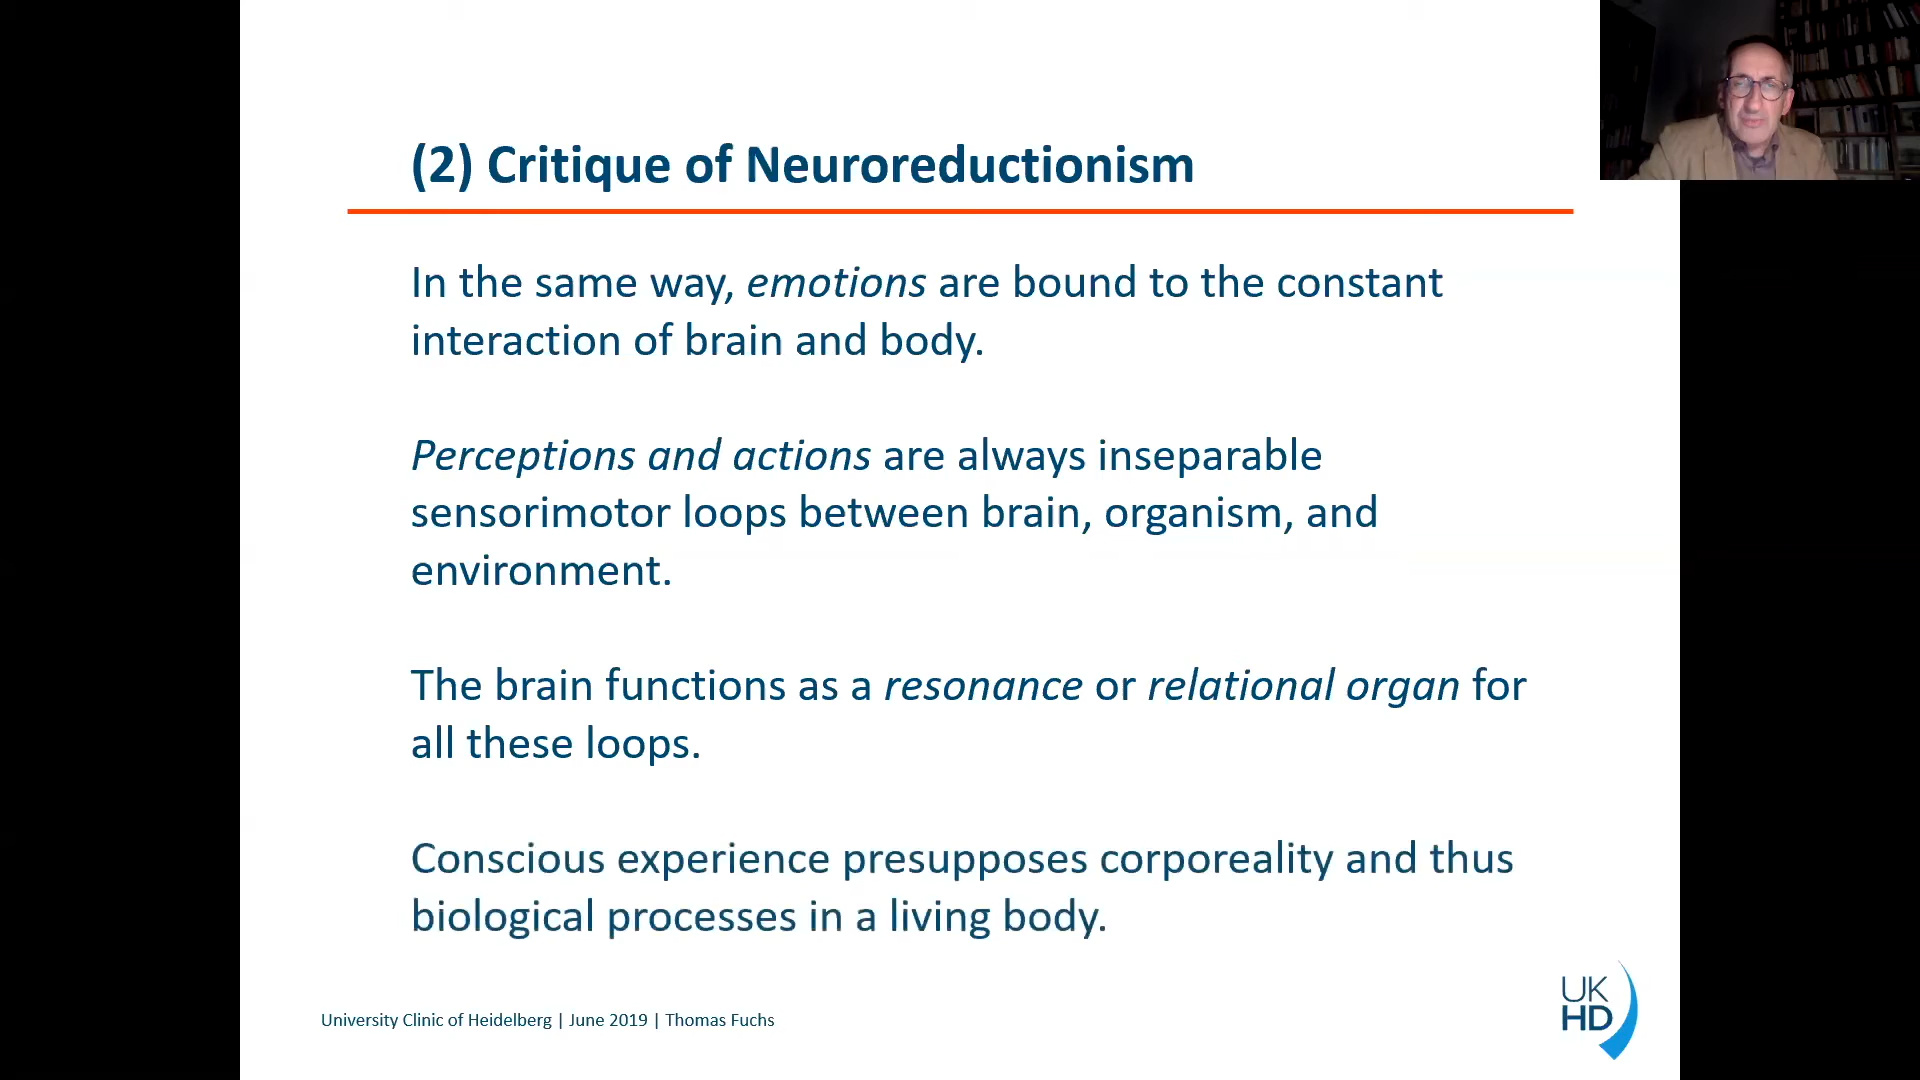 (2) Critique of Neuroreductionism
In the same way, emotions are bound to the constant
interaction of brain and body.
Perceptions and actions are always inseparable
sensorimotor loops between brain, organism, and
environment.
The brain functions as a resonance or relational organ for
all these loops.
Conscious experience presupposes corporeality and thus
biological processes in a living body.
University Clinic of Heidelberg | June 2019 | Thomas Fuchs
UK
HD